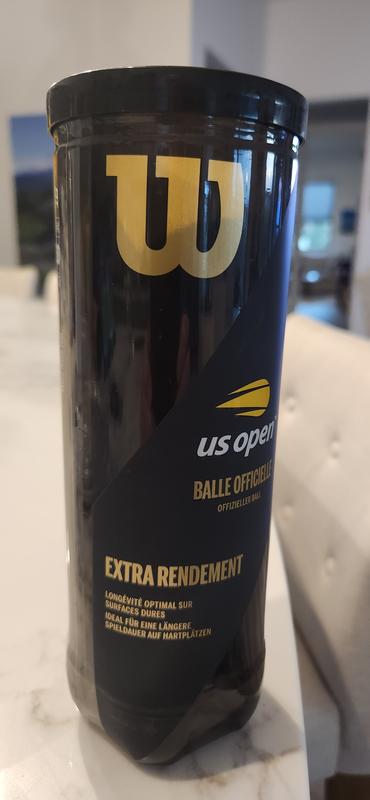 W
us open
BALLE OFFICIELLE
OFFIZIELLER BALL
EXTRA RENDEMENT
LONGÉVITÉ OPTIMAL SUR
SURFACES DURES
IDEAL FÜR EINE LÄNGERE
SPIELDAUER AUF HARTPLÄTZEN